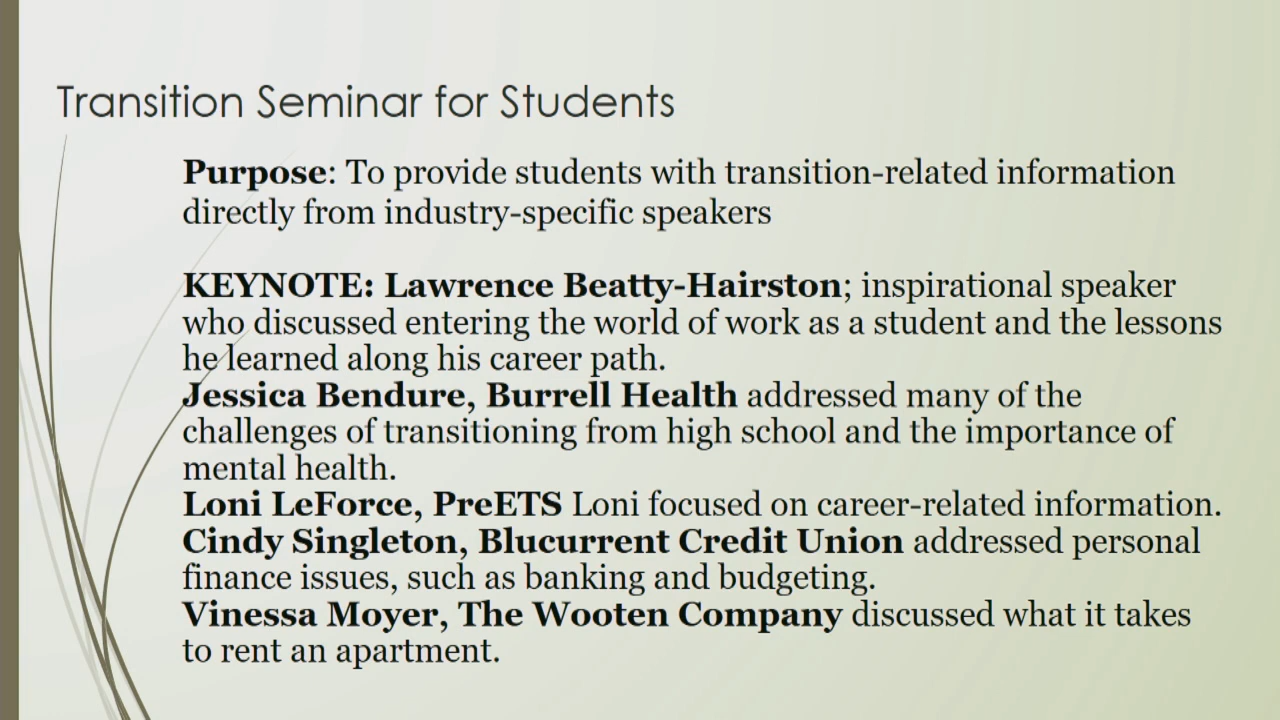 Transition Seminar for Students
Purpose: To provide students with transition-related information
directly from industry-specific speakers
KEYNOTE: Lawrence Beatty-Hairston; inspirational speaker
who discussed entering the world of work as a student and the lessons
he learned along his career path.
Jessica Bendure, Burrell Health addressed many of the
challenges of transitioning from high school and the importance of
mental health.
Loni LeForce, PreETS Loni focused on career-related information.
Cindy Singleton, Blucurrent Credit Union addressed personal
finance issues, such as banking and budgeting.
Vinessa Moyer, The Wooten Company discussed what it takes
to rent an apartment.